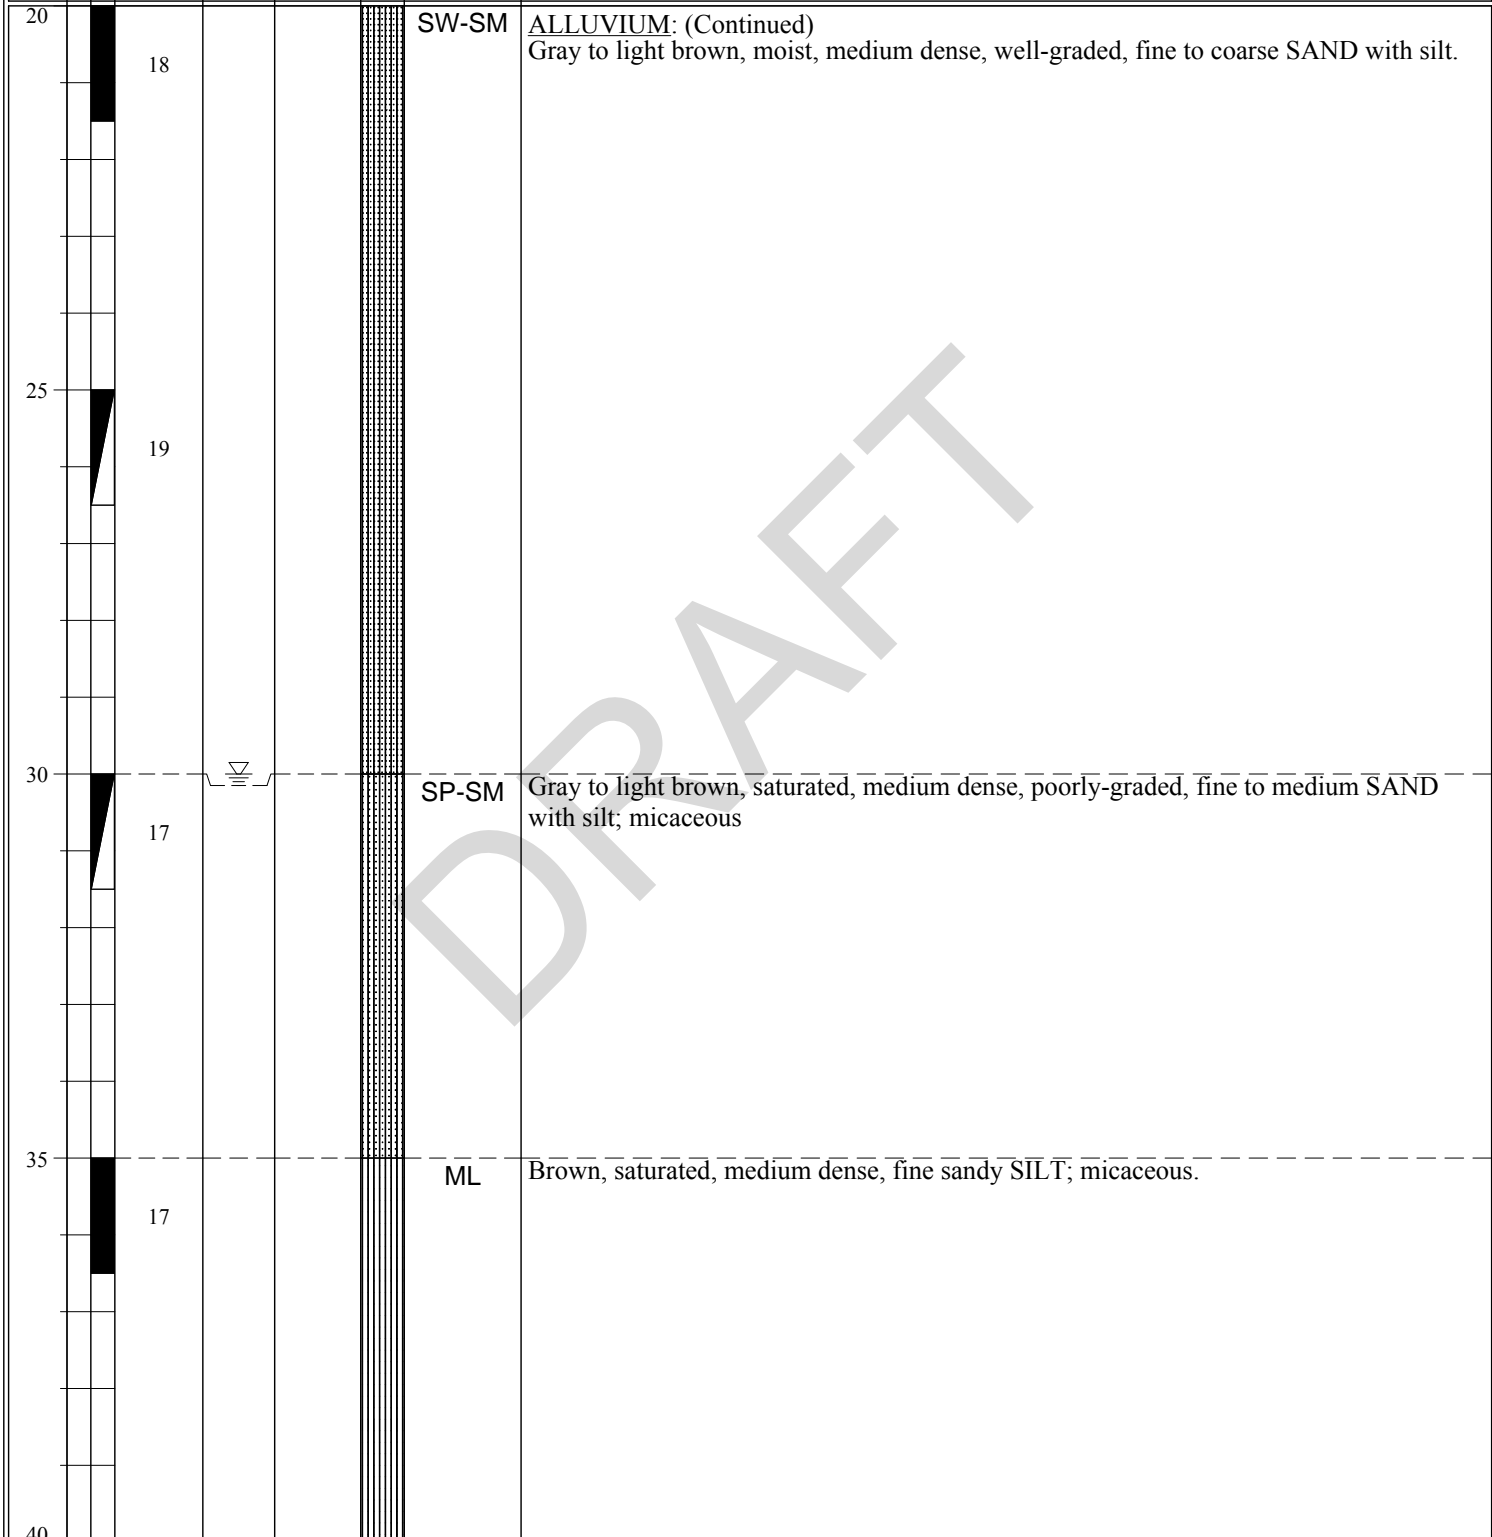 20
SW-SM
ALLUVIUM: (Continued)
Gray to light brown, moist, medium dense, well-graded, fine to coarse SAND with silt.
18
25
19
DRAFT
30
SP-SM
Gray to light brown, saturated, medium dense, poorly-graded, fine to medium SAND
with silt; micaceous
17
35
ML
Brown, saturated, medium dense, fine sandy SILT; micaceous.
17
40